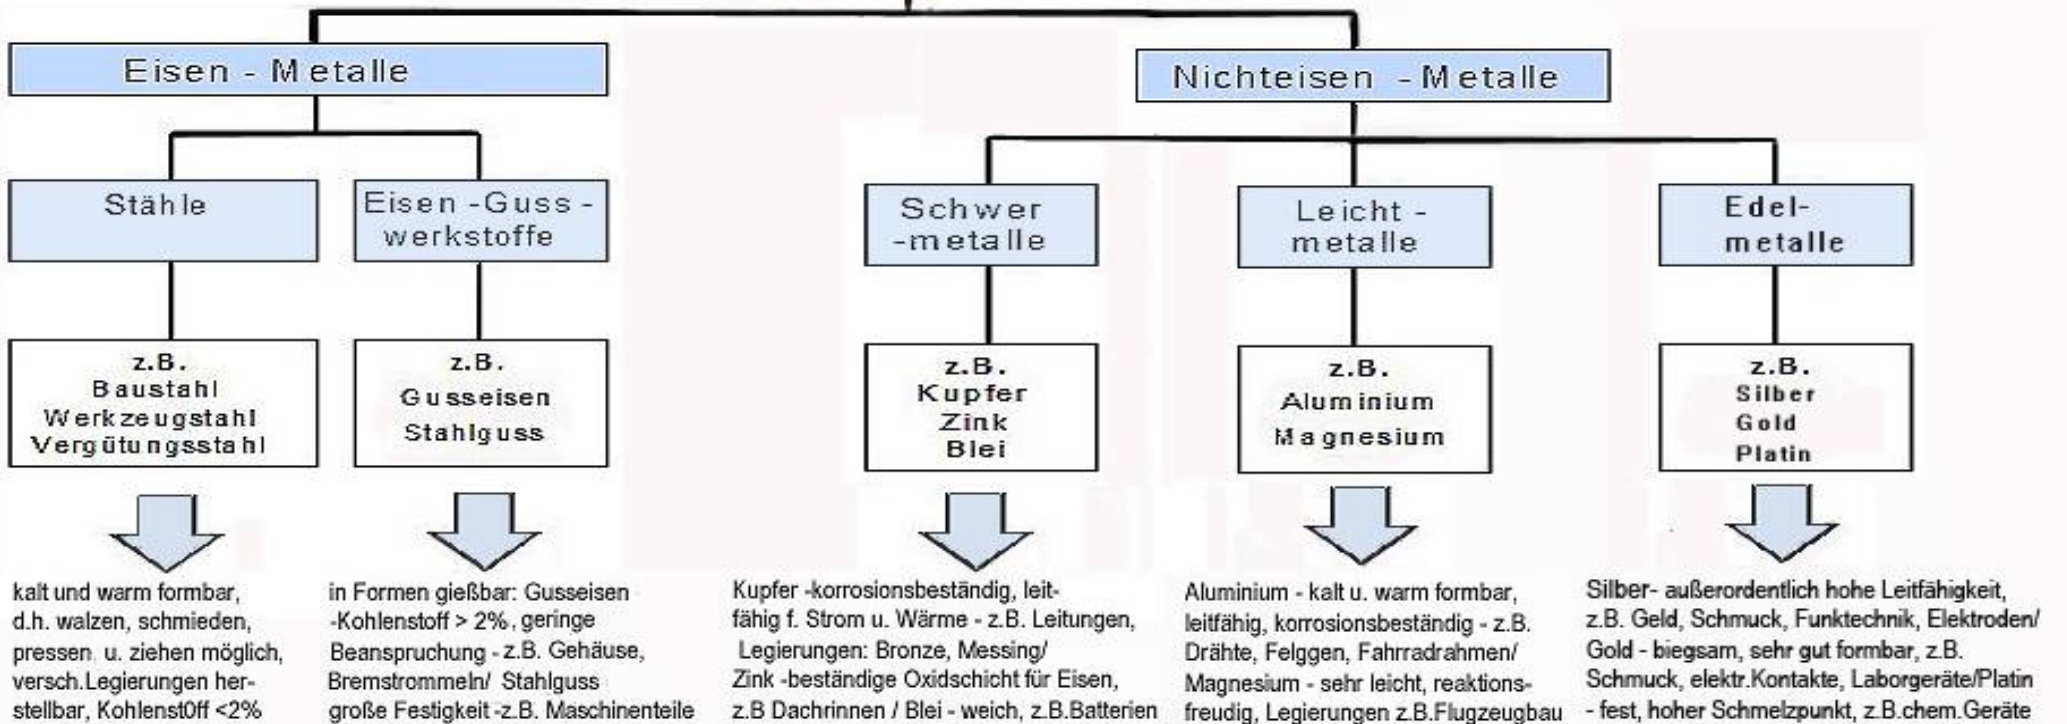 Eisen - Metalle
Nichteisen - Metalle
Stähle
Eisen -Guss -
werkstoffe
Schwer
-metalle
Leicht -
metalle
Edel-
metalle
z.B.
Baustahl
Werkzeugstahl
Vergütungsstahl
z.B.
Gusseisen
Stahlguss
z.B.
Kupfer
Zink
Blei
z.B.
Aluminium
Magnesium
z.B.
Silber
Gold
Platin
kalt und warm formbar,
d.h. walzen, schmieden,
pressen u. ziehen möglich,
versch.Legierungen her-
stellbar, Kohlenst0ff <2%
in Formen gießbar: Gusseisen
-Kohlenstoff > 2%, geringe
Beanspruchung - z.B. Gehäuse,
Bremstrommeln/ Stahlguss
große Festigkeit -z.B. Maschinenteile
Kupfer -korrosionsbeständig, leit-
fähig f. Strom u. Wärme - z.B. Leitungen,
Legierungen: Bronze, Messing/
Zink -beständige Oxidschicht für Eisen,
z.B Dachrinnen / Blei - weich, z.B.Batterien
Aluminium - kalt u. warm formbar,
leitfähig, korrosionsbeständig - z.B.
Drähte, Felggen, Fahrradrahmen/
Magnesium - sehr leicht, reaktions-
freudig, Legierungen z.B.Flugzeugbau
Silber- außerordentlich hohe Leitfähigkeit,
z.B. Geld, Schmuck, Funktechnik, Elektroden/
Gold - biegsam, sehr gut formbar, z.B.
Schmuck, elektr.Kontakte, Laborgeräte/Platin
- fest, hoher Schmelzpunkt, z.B.chem.Geräte